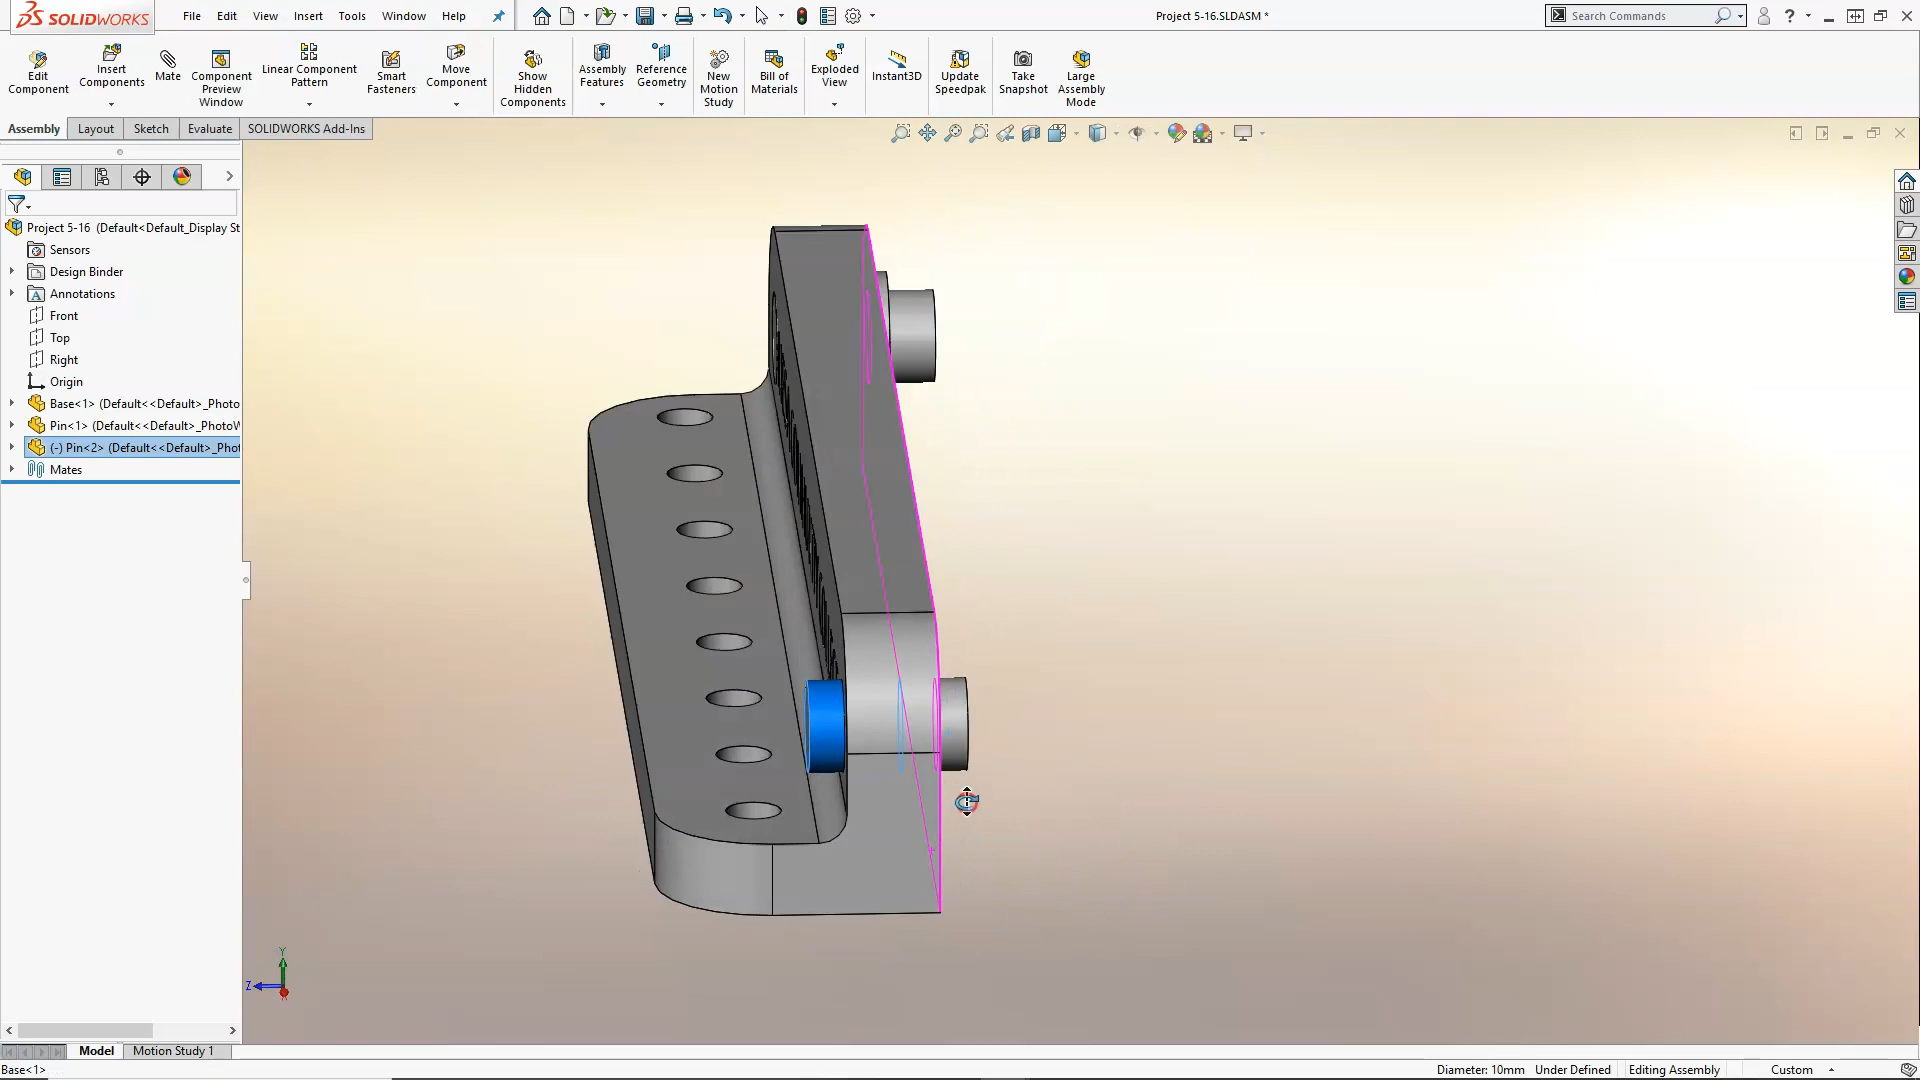 SOLIDWORKS
File Edit View Insert Tools Window Help
Project 5-16.SLDASM *
Search Commands
Edit Component
Insert Components
Mate
Component Preview Window
Linear Component Pattern
Smart Fasteners
Move Component
Show Hidden Components
Assembly Features
Reference Geometry
New Motion Study
Bill of Materials
Exploded View
Instant3D
Update Speedpak
Take Snapshot
Large Assembly Mode
Assembly Layout Sketch Evaluate SOLIDWORKS Add-Ins
Project 5-16 (Default<Default_Display St
Sensors
Design Binder
Annotations
Front
Top
Right
Origin
Base<1> (Default<<Default>_Photo
Pin<1> (Default<<Default>_PhotoW
(-) Pin<2> (Default<<Default>_Phot
Mates
Y
Z
Model Motion Study 1
Base<1>
Diameter: 10mm Under Defined Editing Assembly Custom